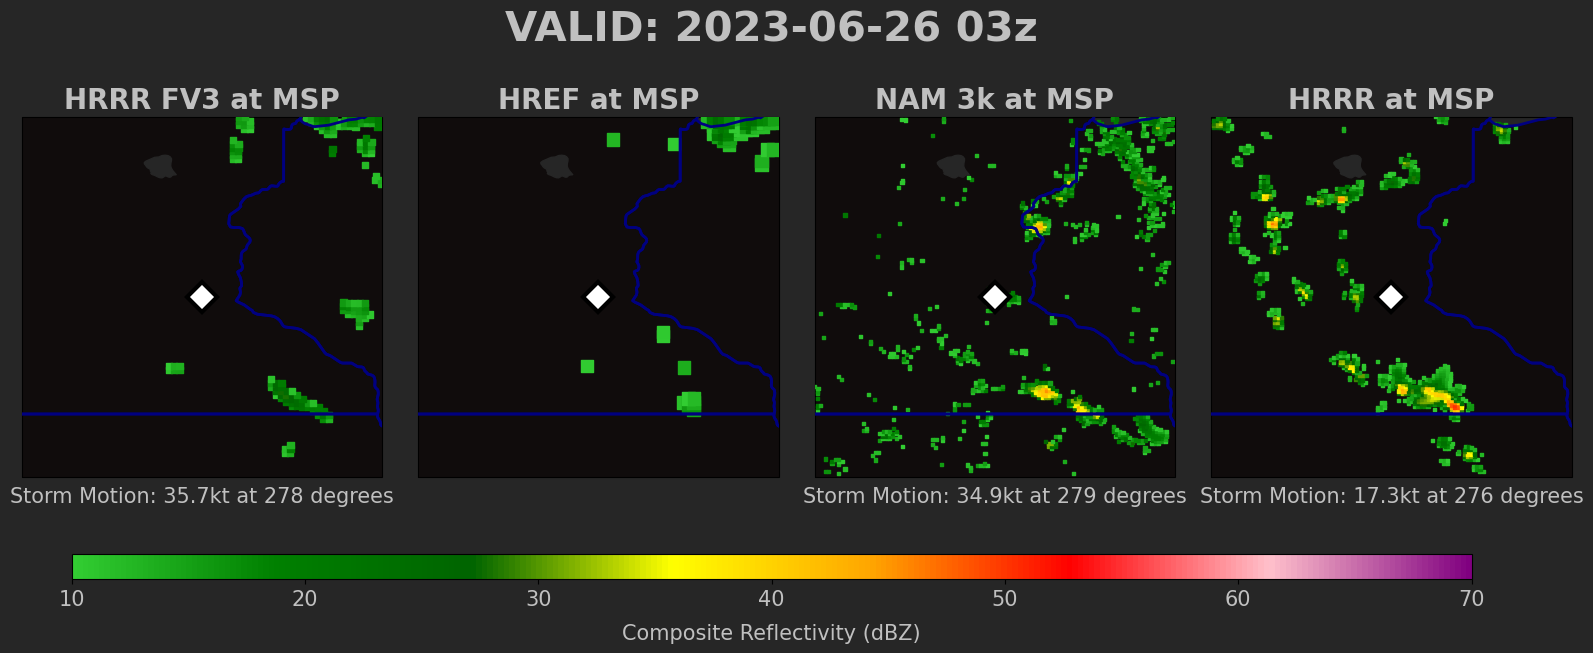 VALID: 2023-06-26 03z
HRRR FV3 at MSP
HREF at MSP
NAM 3k at MSP
HRRR at MSP
Storm Motion: 35.7kt at 278 degrees
Storm Motion: 34.9kt at 279 degrees
Storm Motion: 17.3kt at 276 degrees
10 20 30 40 50 60 70
Composite Reflectivity (dBZ)